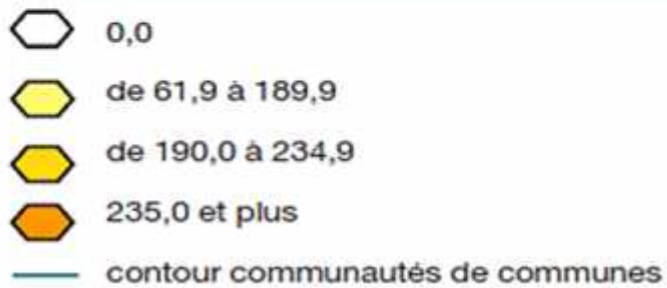 0,0
de 61,9 à 189,9
de 190,0 à 234,9
235,0 et plus
contour communautés de communes